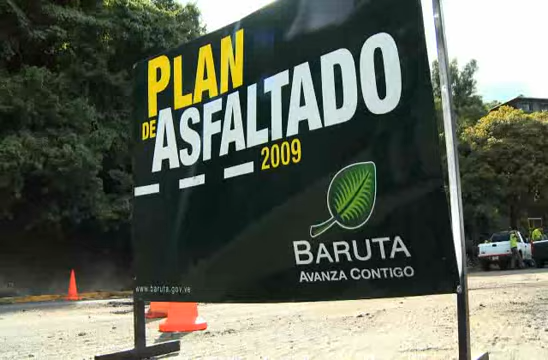 PLAN
DE ASFALTADO
2009
BARUTA
AVANZA CONTIGO
www.baruta.gov.ve